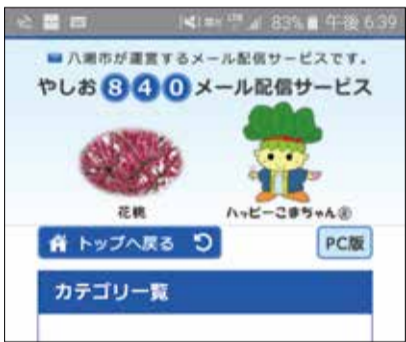 83% 午後 6:39
八潮市が運営するメール配信サービスです。
やしお840メール配信サービス
花桃
ハッピーこまちゃん®
トップへ戻る
PC版
カテゴリ一覧